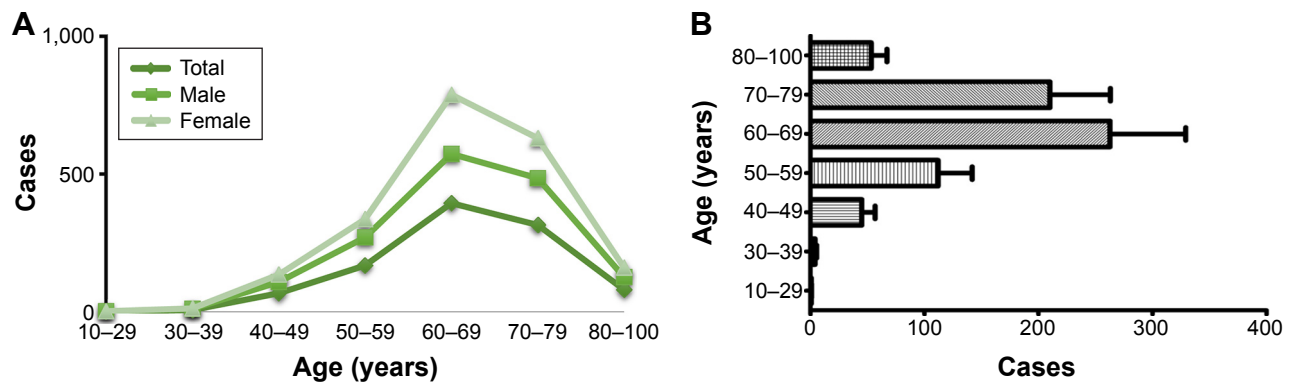 A
1,000
500
0
Cases
Total
Male
Female
10–29
30–39
40–49
50–59
60–69
70–79
80–100
Age (years)
B
Age (years)
80–100
70–79
60–69
50–59
40–49
30–39
10–29
0
100
200
300
400
Cases